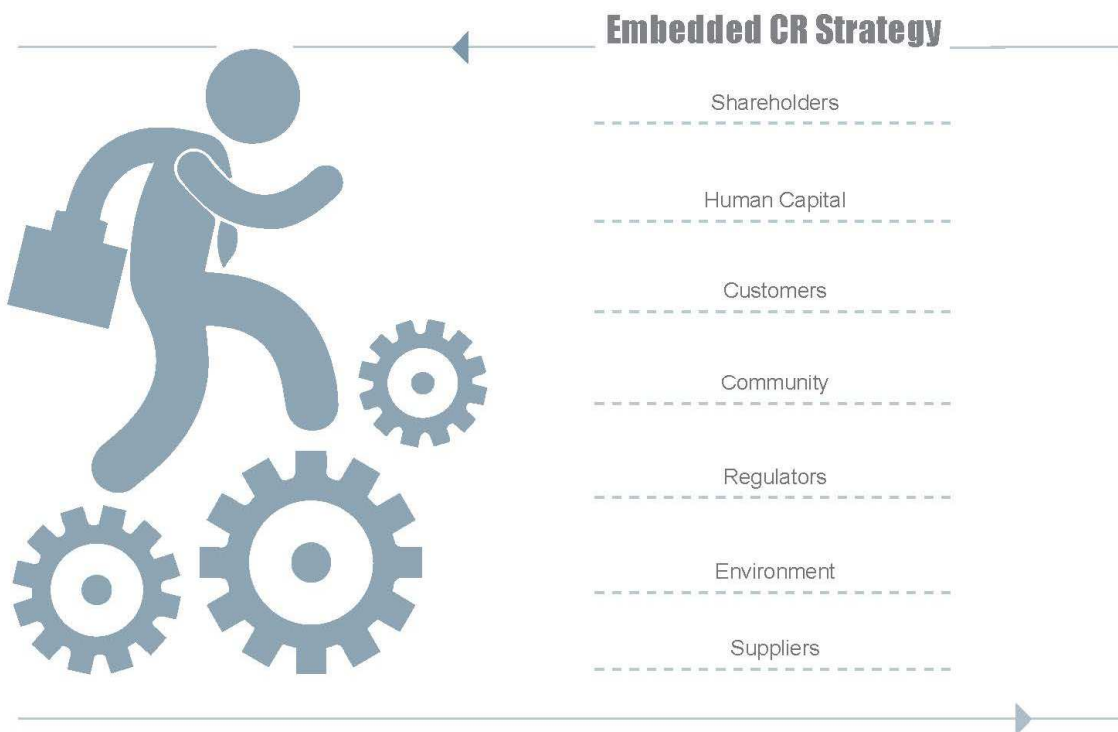 Embedded CR Strategy
Shareholders
Human Capital
Customers
Community
Regulators
Environment
Suppliers